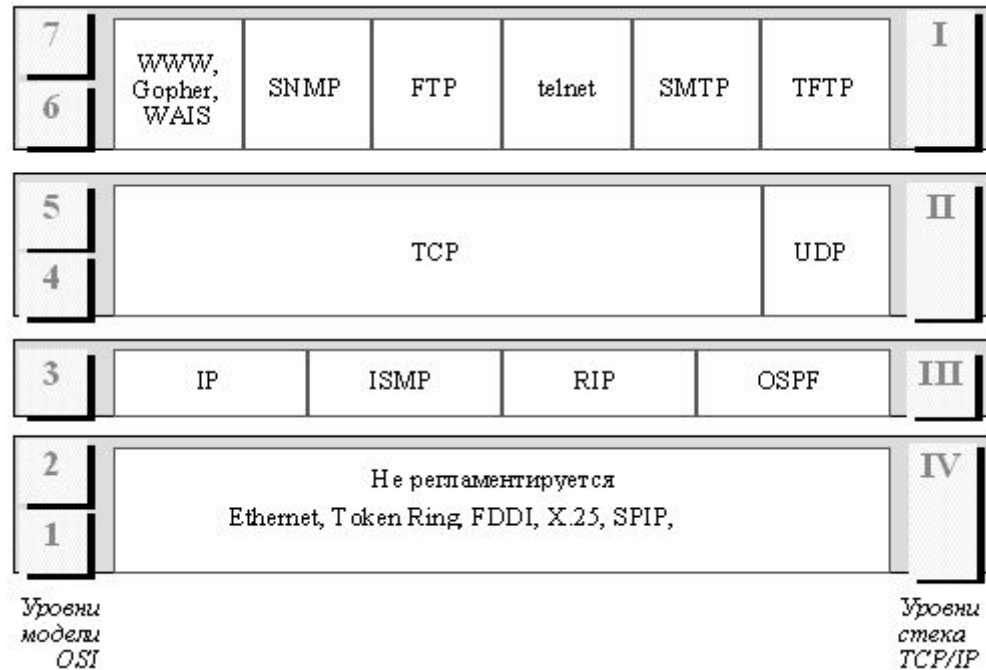 7
6
WWW,
Gopher,
WAIS
SNMP
FTP
telnet
SMTP
TFTP
I
5
4
TCP
UDP
II
3
IP
ISMP
RIP
OSPF
III
2
1
Не регламентируется
Ethernet, Token Ring, FDDI, X.25, SPIP,
IV
Уровни
модели
OSI
Уровни
стека
TCP/IP